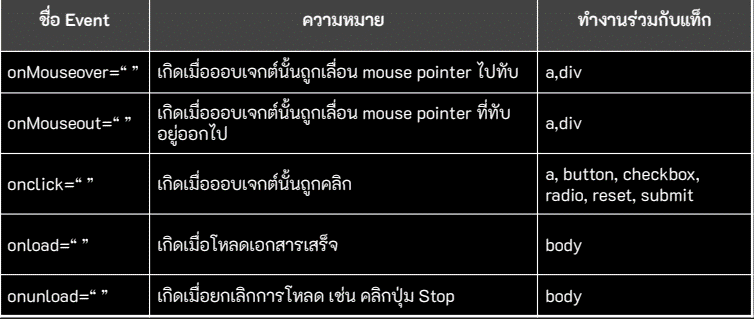 ชื่อ Event ความหมาย ทำงานร่วมกับแท็ก
onMouseover=“ ” เกิดเมื่อออบเจกต์นั้นถูกเลื่อน mouse pointer ไปทับ a,div
onMouseout=“ ” เกิดเมื่อออบเจกต์นั้นถูกเลื่อน mouse pointer ที่ทับ
อยู่ออกไป a,div
onclick=“ ” เกิดเมื่อออบเจกต์นั้นถูกคลิก a, button, checkbox,
radio, reset, submit
onload=“ ” เกิดเมื่อโหลดเอกสารเสร็จ body
onunload=“ ” เกิดเมื่อยกเลิกการโหลด เช่น คลิกปุ่ม Stop body